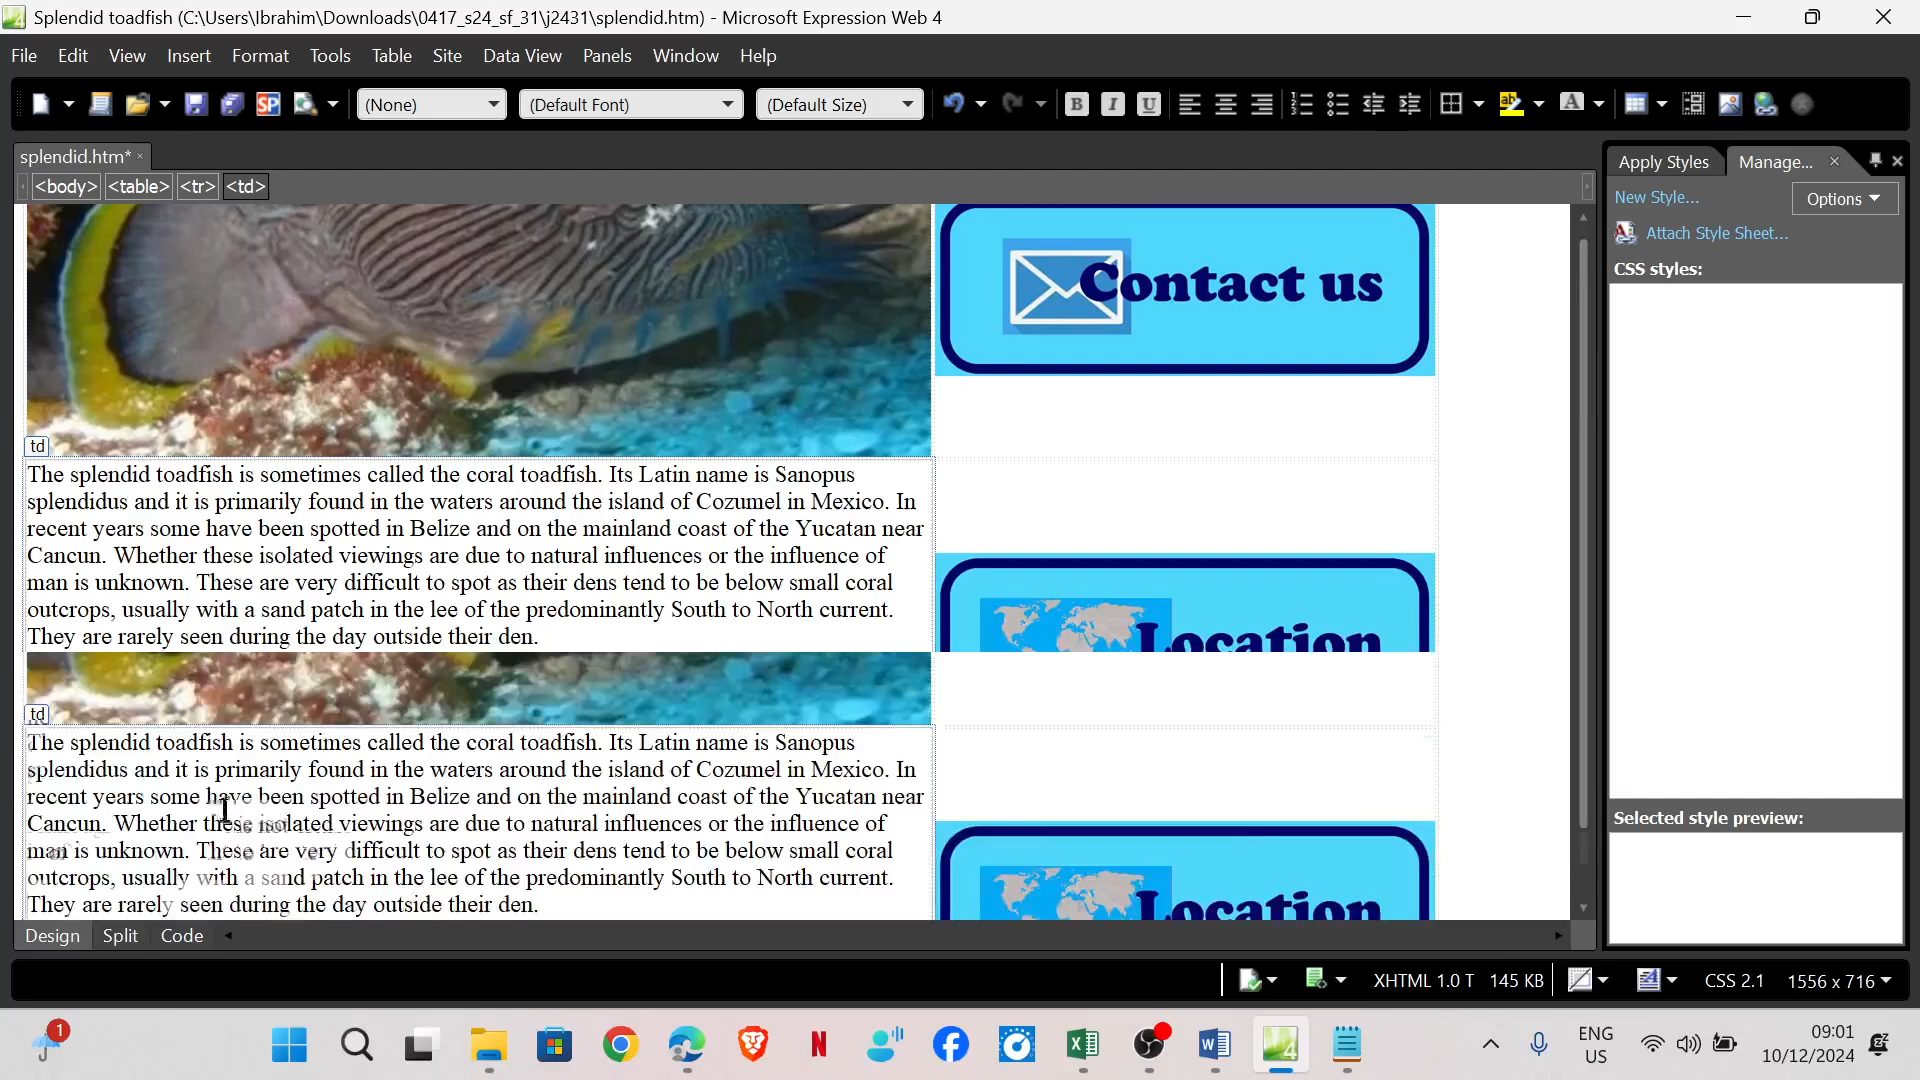 Splendid toadfish (C:\Users\Ibrahim\Downloads\0417_s24_sf_31\j2431\splendid.htm) - Microsoft Expression Web 4
File Edit View Insert Format Tools Table Site Data View Panels Window Help
SP (None) (Default Font) (Default Size) B I U ab A
splendid.htm*
Apply Styles Manage...
<body> <table> <tr> <td>
New Style... Options
Attach Style Sheet...
CSS styles:
Contact us
td
The splendid toadfish is sometimes called the coral toadfish. Its Latin name is Sanopus
splendidus and it is primarily found in the waters around the island of Cozumel in Mexico. In
recent years some have been spotted in Belize and on the mainland coast of the Yucatan near
Cancun. Whether these isolated viewings are due to natural influences or the influence of
man is unknown. These are very difficult to spot as their dens tend to be below small coral
outcrops, usually with a sand patch in the lee of the predominantly South to North current.
They are rarely seen during the day outside their den.
Location
td
The splendid toadfish is sometimes called the coral toadfish. Its Latin name is Sanopus
splendidus and it is primarily found in the waters around the island of Cozumel in Mexico. In
recent years some have been spotted in Belize and on the mainland coast of the Yucatan near
Cancun. Whether these isolated viewings are due to natural influences or the influence of
man is unknown. These are very difficult to spot as their dens tend to be below small coral
outcrops, usually with a sand patch in the lee of the predominantly South to North current.
They are rarely seen during the day outside their den.
Location
Selected style preview:
Design Split Code
XHTML 1.0 T 145 KB CSS 2.1 1556 x 716
1
ENG
US
09:01
10/12/2024